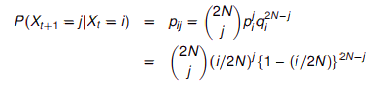 P(X_{t+1} = j|X_t = i) = p_{ij} = \binom{2N}{j} p_i^j q_i^{2N-j}
= \binom{2N}{j} (i/2N)^j {1 − (i/2N)}^{2N-j}